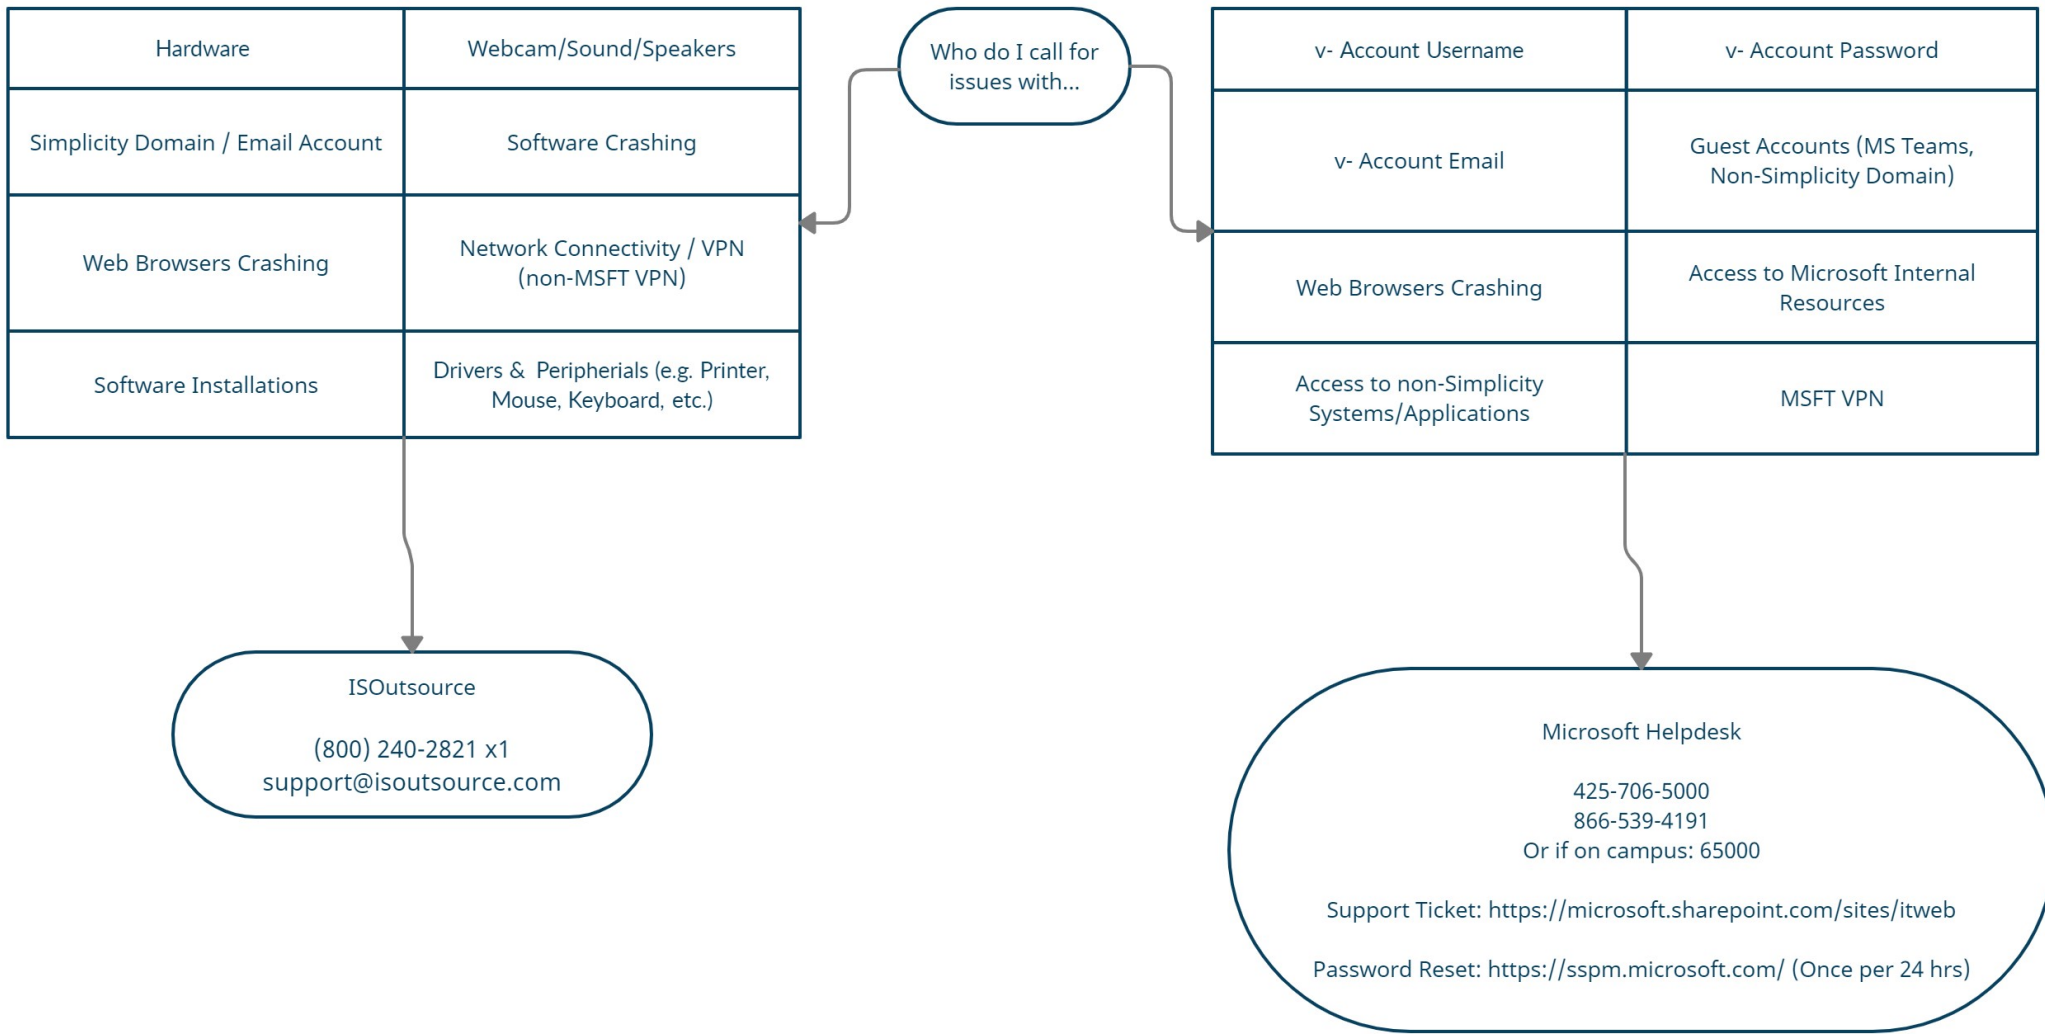 Who do I call for
issues with...
Hardware
Webcam/Sound/Speakers
Simplicity Domain / Email Account
Software Crashing
Web Browsers Crashing
Network Connectivity / VPN
(non-MSFT VPN)
Software Installations
Drivers & Peripherials (e.g. Printer,
Mouse, Keyboard, etc.)
ISOutsource
(800) 240-2821 x1
support@isoutsource.com
v- Account Username
v- Account Password
v- Account Email
Guest Accounts (MS Teams,
Non-Simplicity Domain)
Web Browsers Crashing
Access to Microsoft Internal
Resources
Access to non-Simplicity
Systems/Applications
MSFT VPN
Microsoft Helpdesk
425-706-5000
866-539-4191
Or if on campus: 65000
Support Ticket: https://microsoft.sharepoint.com/sites/itweb
Password Reset: https://sspm.microsoft.com/ (Once per 24 hrs)